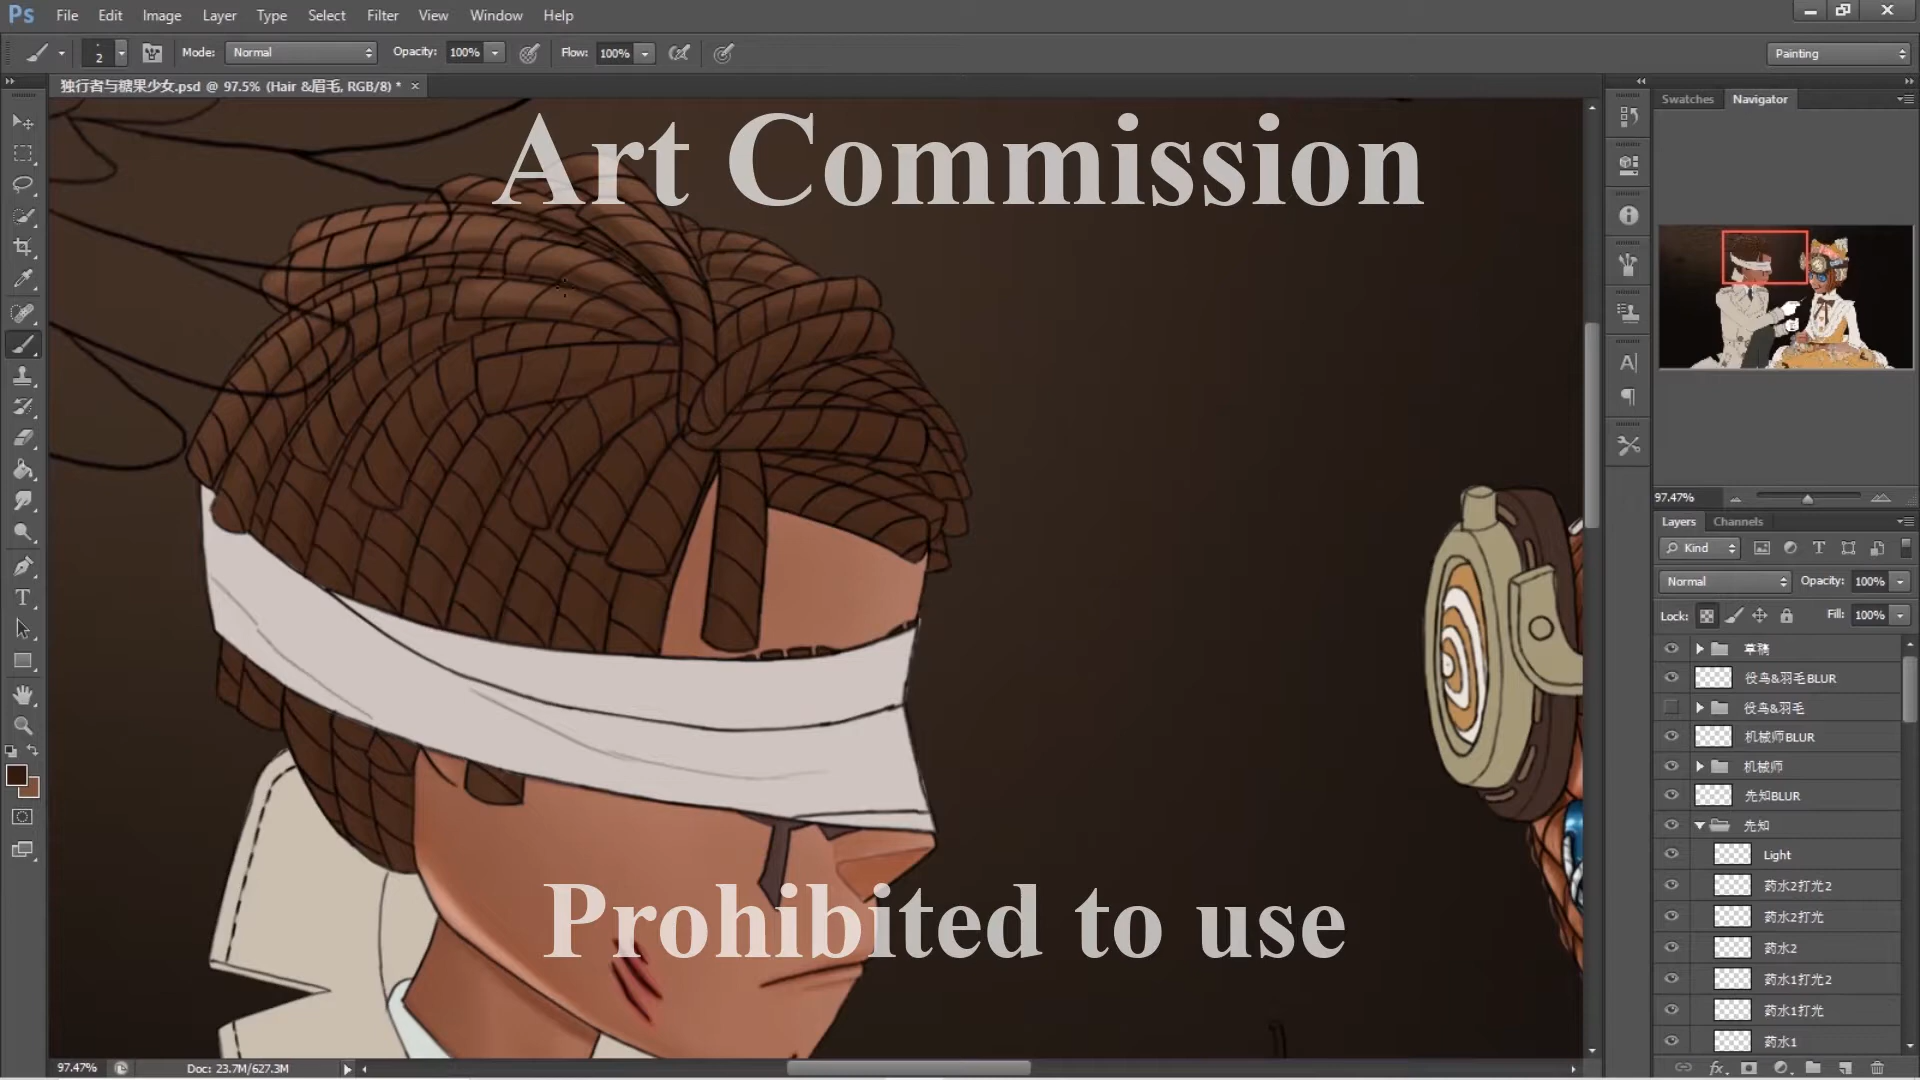 Ps File Edit Image Layer Type Select Filter View Window Help
2 Mode: Normal Opacity: 100% Flow: 100% Painting
独行者与糖果少女.psd @ 97.5% (Hair &眉毛, RGB/8) * ×
Swatches Navigator
Art Commission
97.47%
Layers Channels
Kind
Normal Opacity: 100%
Lock: Fill: 100%
草稿
役鸟&羽毛BLUR
役鸟&羽毛
机械师BLUR
机械师
先知BLUR
先知
Light
药水2打光2
药水2打光
药水2
药水1打光2
药水1打光
药水1
Prohibited to use
97.47% Doc: 23.7M/627.3M